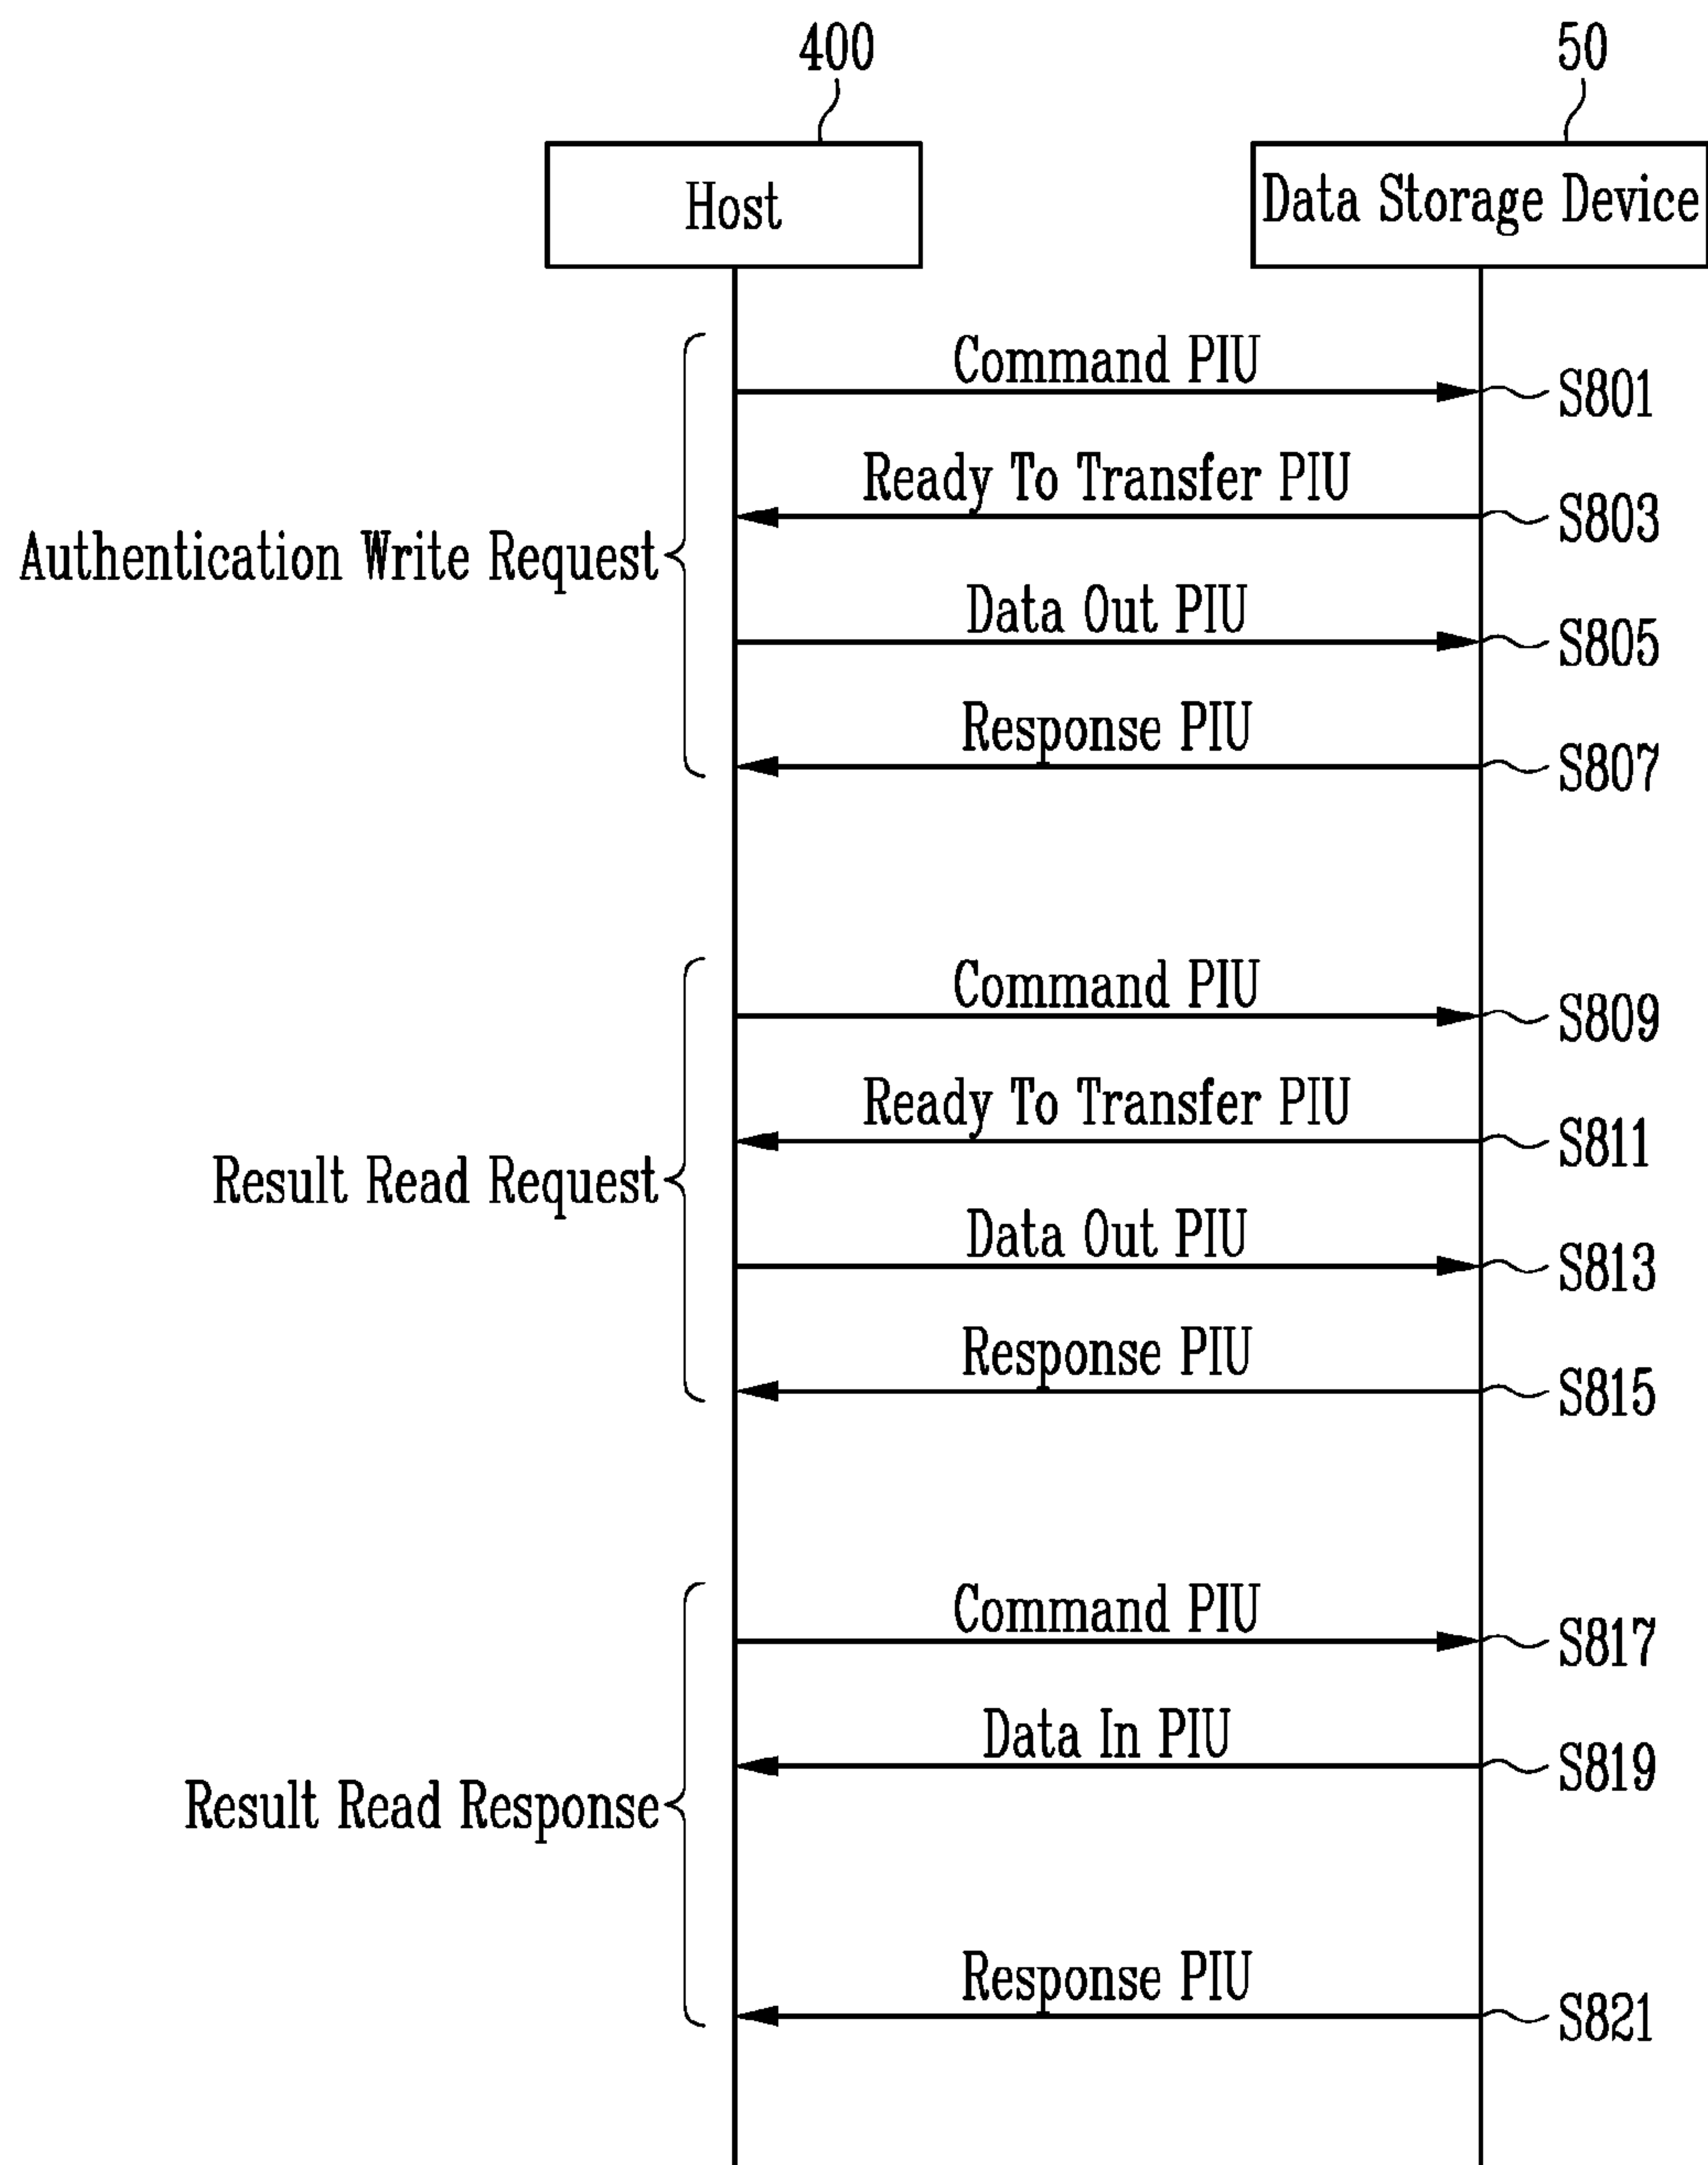 400
50
Host
Data Storage Device
Command PIU
S801
Ready To Transfer PIU
S803
Authentication Write Request
Data Out PIU
S805
Response PIU
S807
Command PIU
S809
Ready To Transfer PIU
S811
Result Read Request
Data Out PIU
S813
Response PIU
S815
Command PIU
S817
Data In PIU
S819
Result Read Response
Response PIU
S821